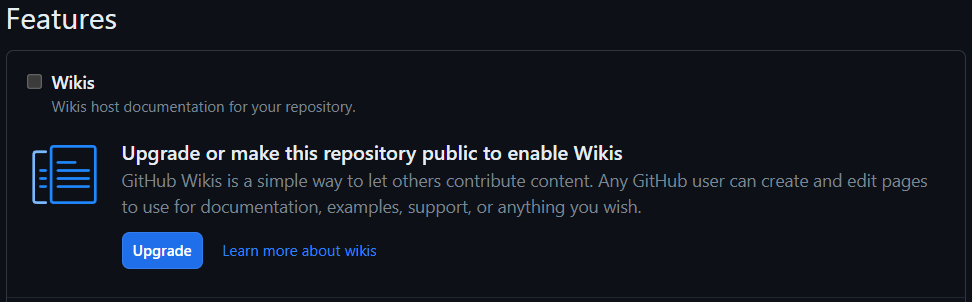 Features
Wikis
Wikis host documentation for your repository.
Upgrade or make this repository public to enable Wikis
GitHub Wikis is a simple way to let others contribute content. Any GitHub user can create and edit pages
to use for documentation, examples, support, or anything you wish.
Upgrade
Learn more about wikis